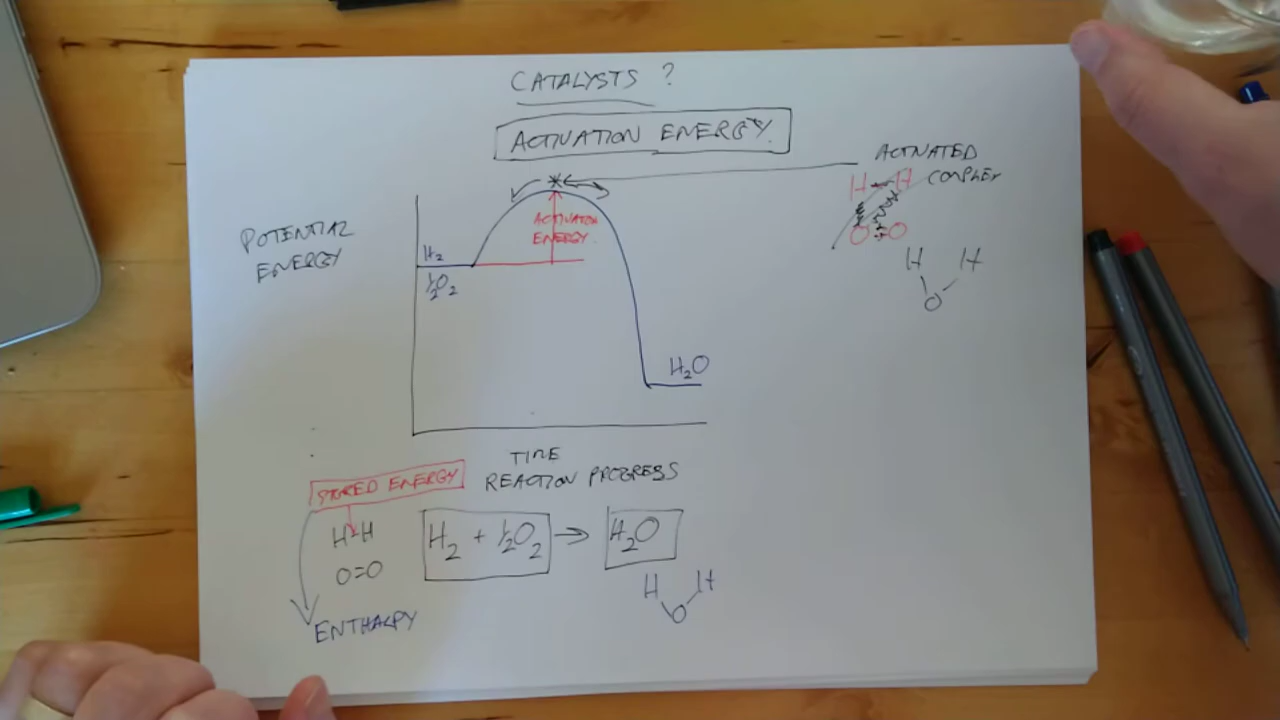 CATALYSTS ?
ACTIVATION ENERGY
ACTIVATED
COMPLEX
H H
O O
H H
O
POTENTIAL
ENERGY
ACTIVATION
ENERGY
H₂
½O₂
H₂O
TIME
REACTION PROGRESS
STORED ENERGY
H-H
O=O
H₂ + ½O₂ → H₂O
H H
O
ENTHALPY